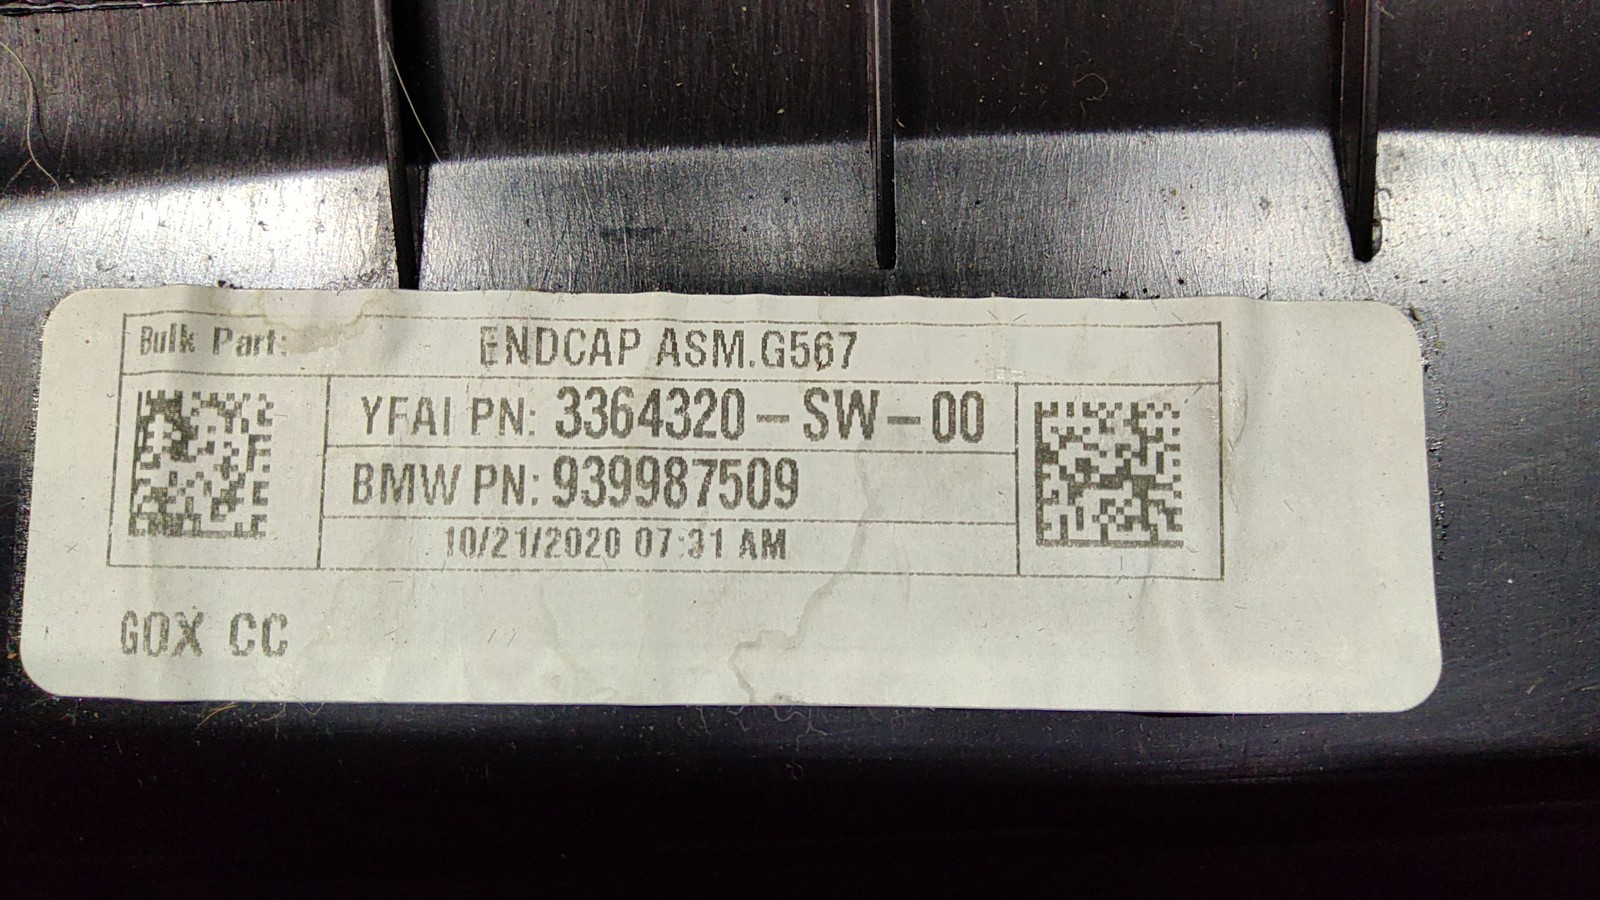 Bulk Part: ENDCAP ASM.G567
YFAI PN: 3364320-SW-00
BMW PN: 939987509
10/21/2020 07:31 AM
GOX CC